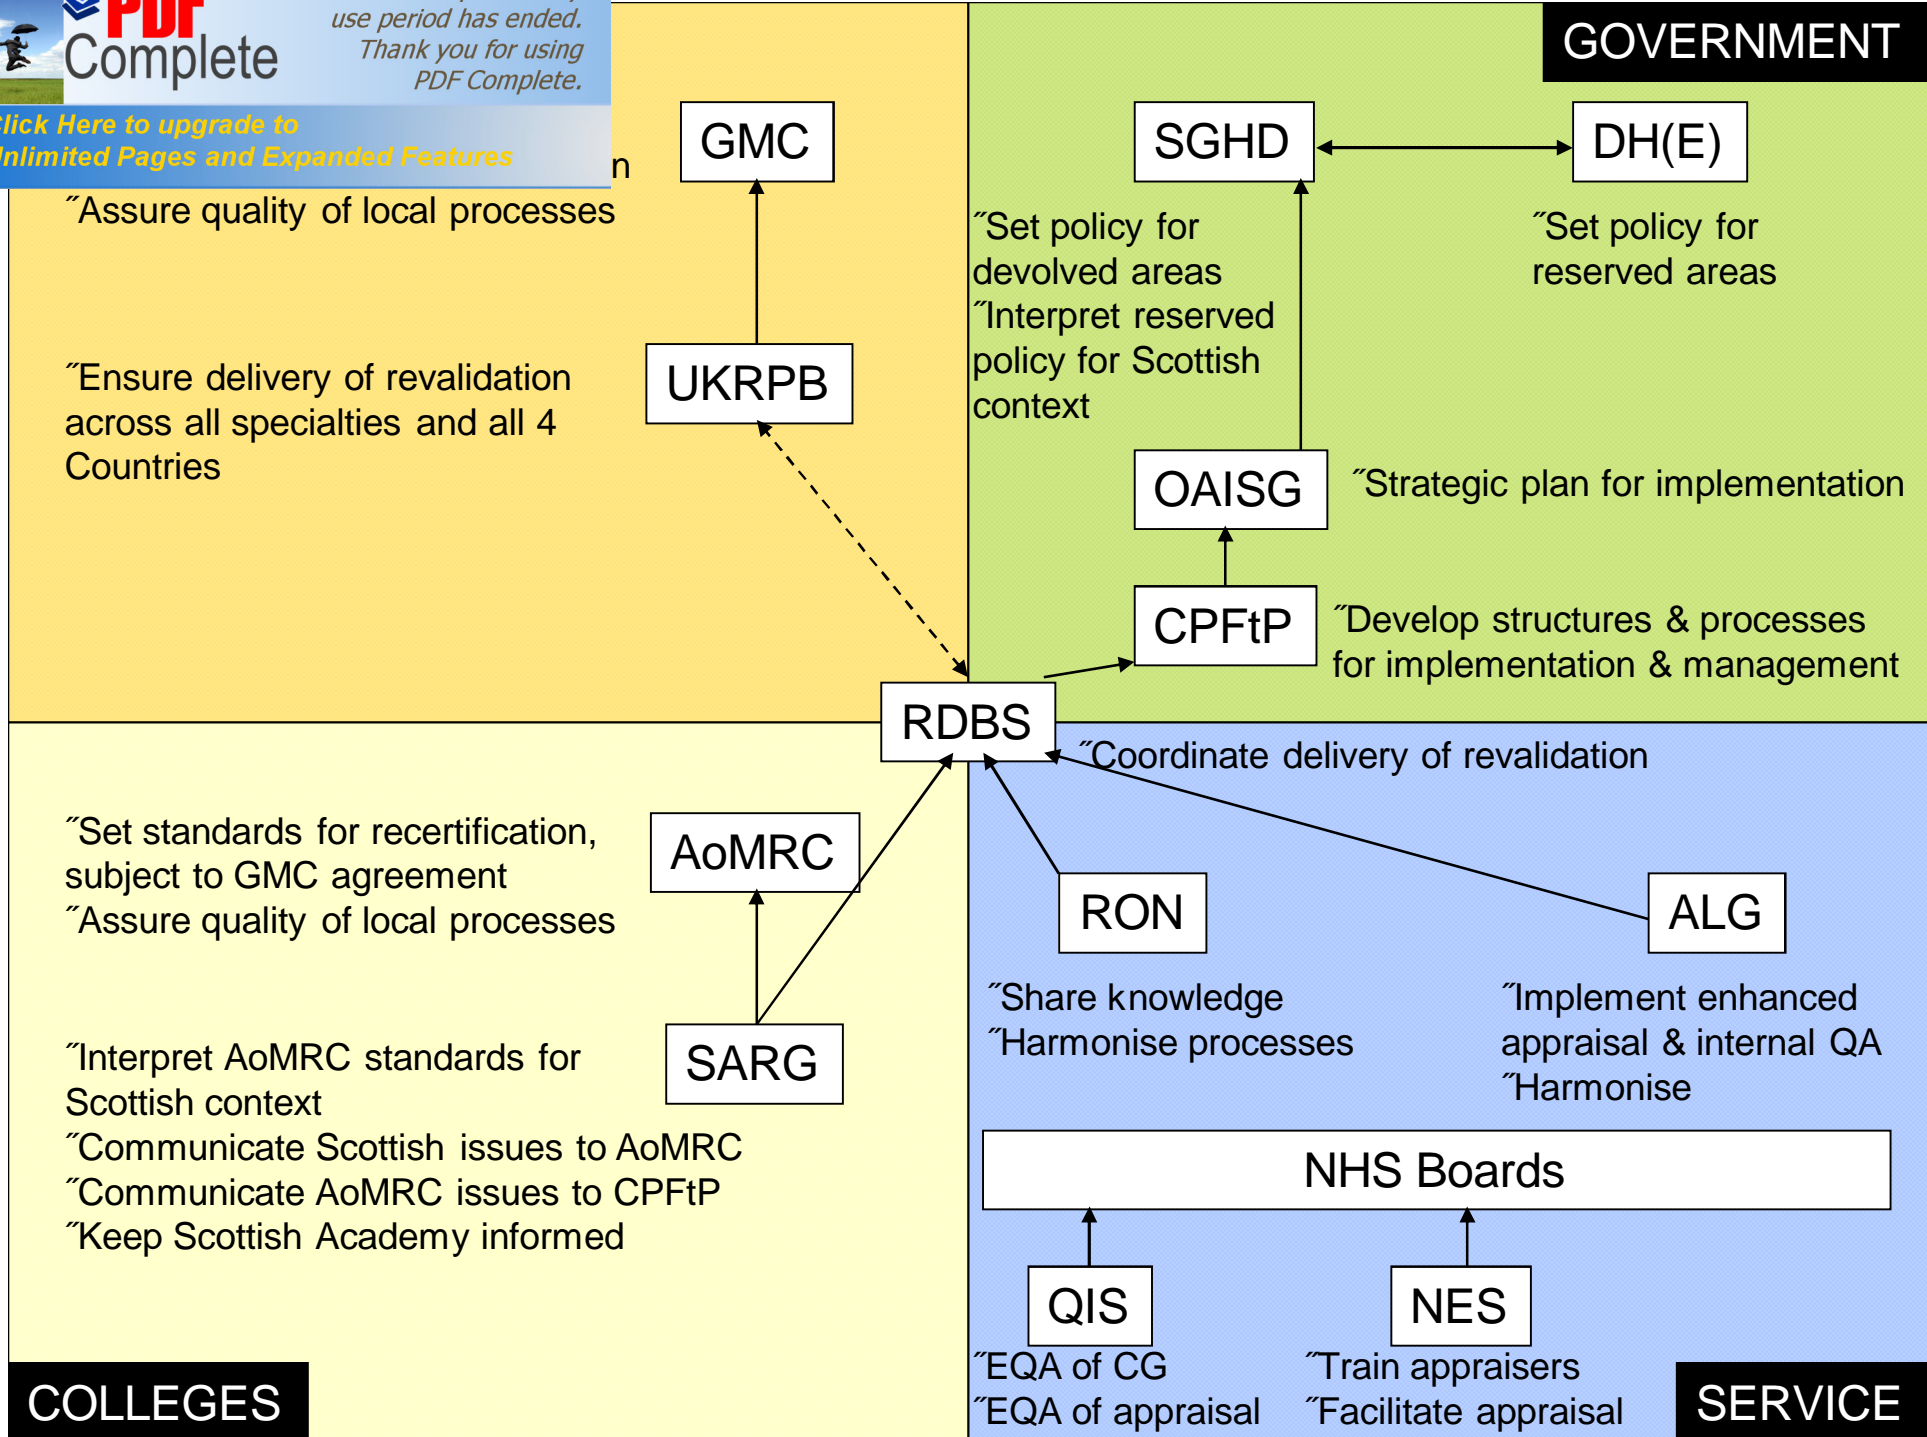 PDF
Complete
use period has ended.
Thank you for using
PDF Complete.
Click Here to upgrade to
Unlimited Pages and Expanded Features
n
˝Assure quality of local processes
GMC
˝Ensure delivery of revalidation
across all specialties and all 4
Countries
UKRPB
GOVERNMENT
SGHD
DH(E)
˝Set policy for
devolved areas
˝Interpret reserved
policy for Scottish
context
˝Set policy for
reserved areas
OAISG
˝Strategic plan for implementation
CPFtP
˝Develop structures & processes
for implementation & management
RDBS
˝Coordinate delivery of revalidation
˝Set standards for recertification,
subject to GMC agreement
˝Assure quality of local processes
AoMRC
˝Interpret AoMRC standards for
Scottish context
˝Communicate Scottish issues to AoMRC
˝Communicate AoMRC issues to CPFtP
˝Keep Scottish Academy informed
SARG
COLLEGES
RON
ALG
˝Share knowledge
˝Harmonise processes
˝Implement enhanced
appraisal & internal QA
˝Harmonise
NHS Boards
QIS
NES
˝EQA of CG
˝EQA of appraisal
˝Train appraisers
˝Facilitate appraisal
SERVICE